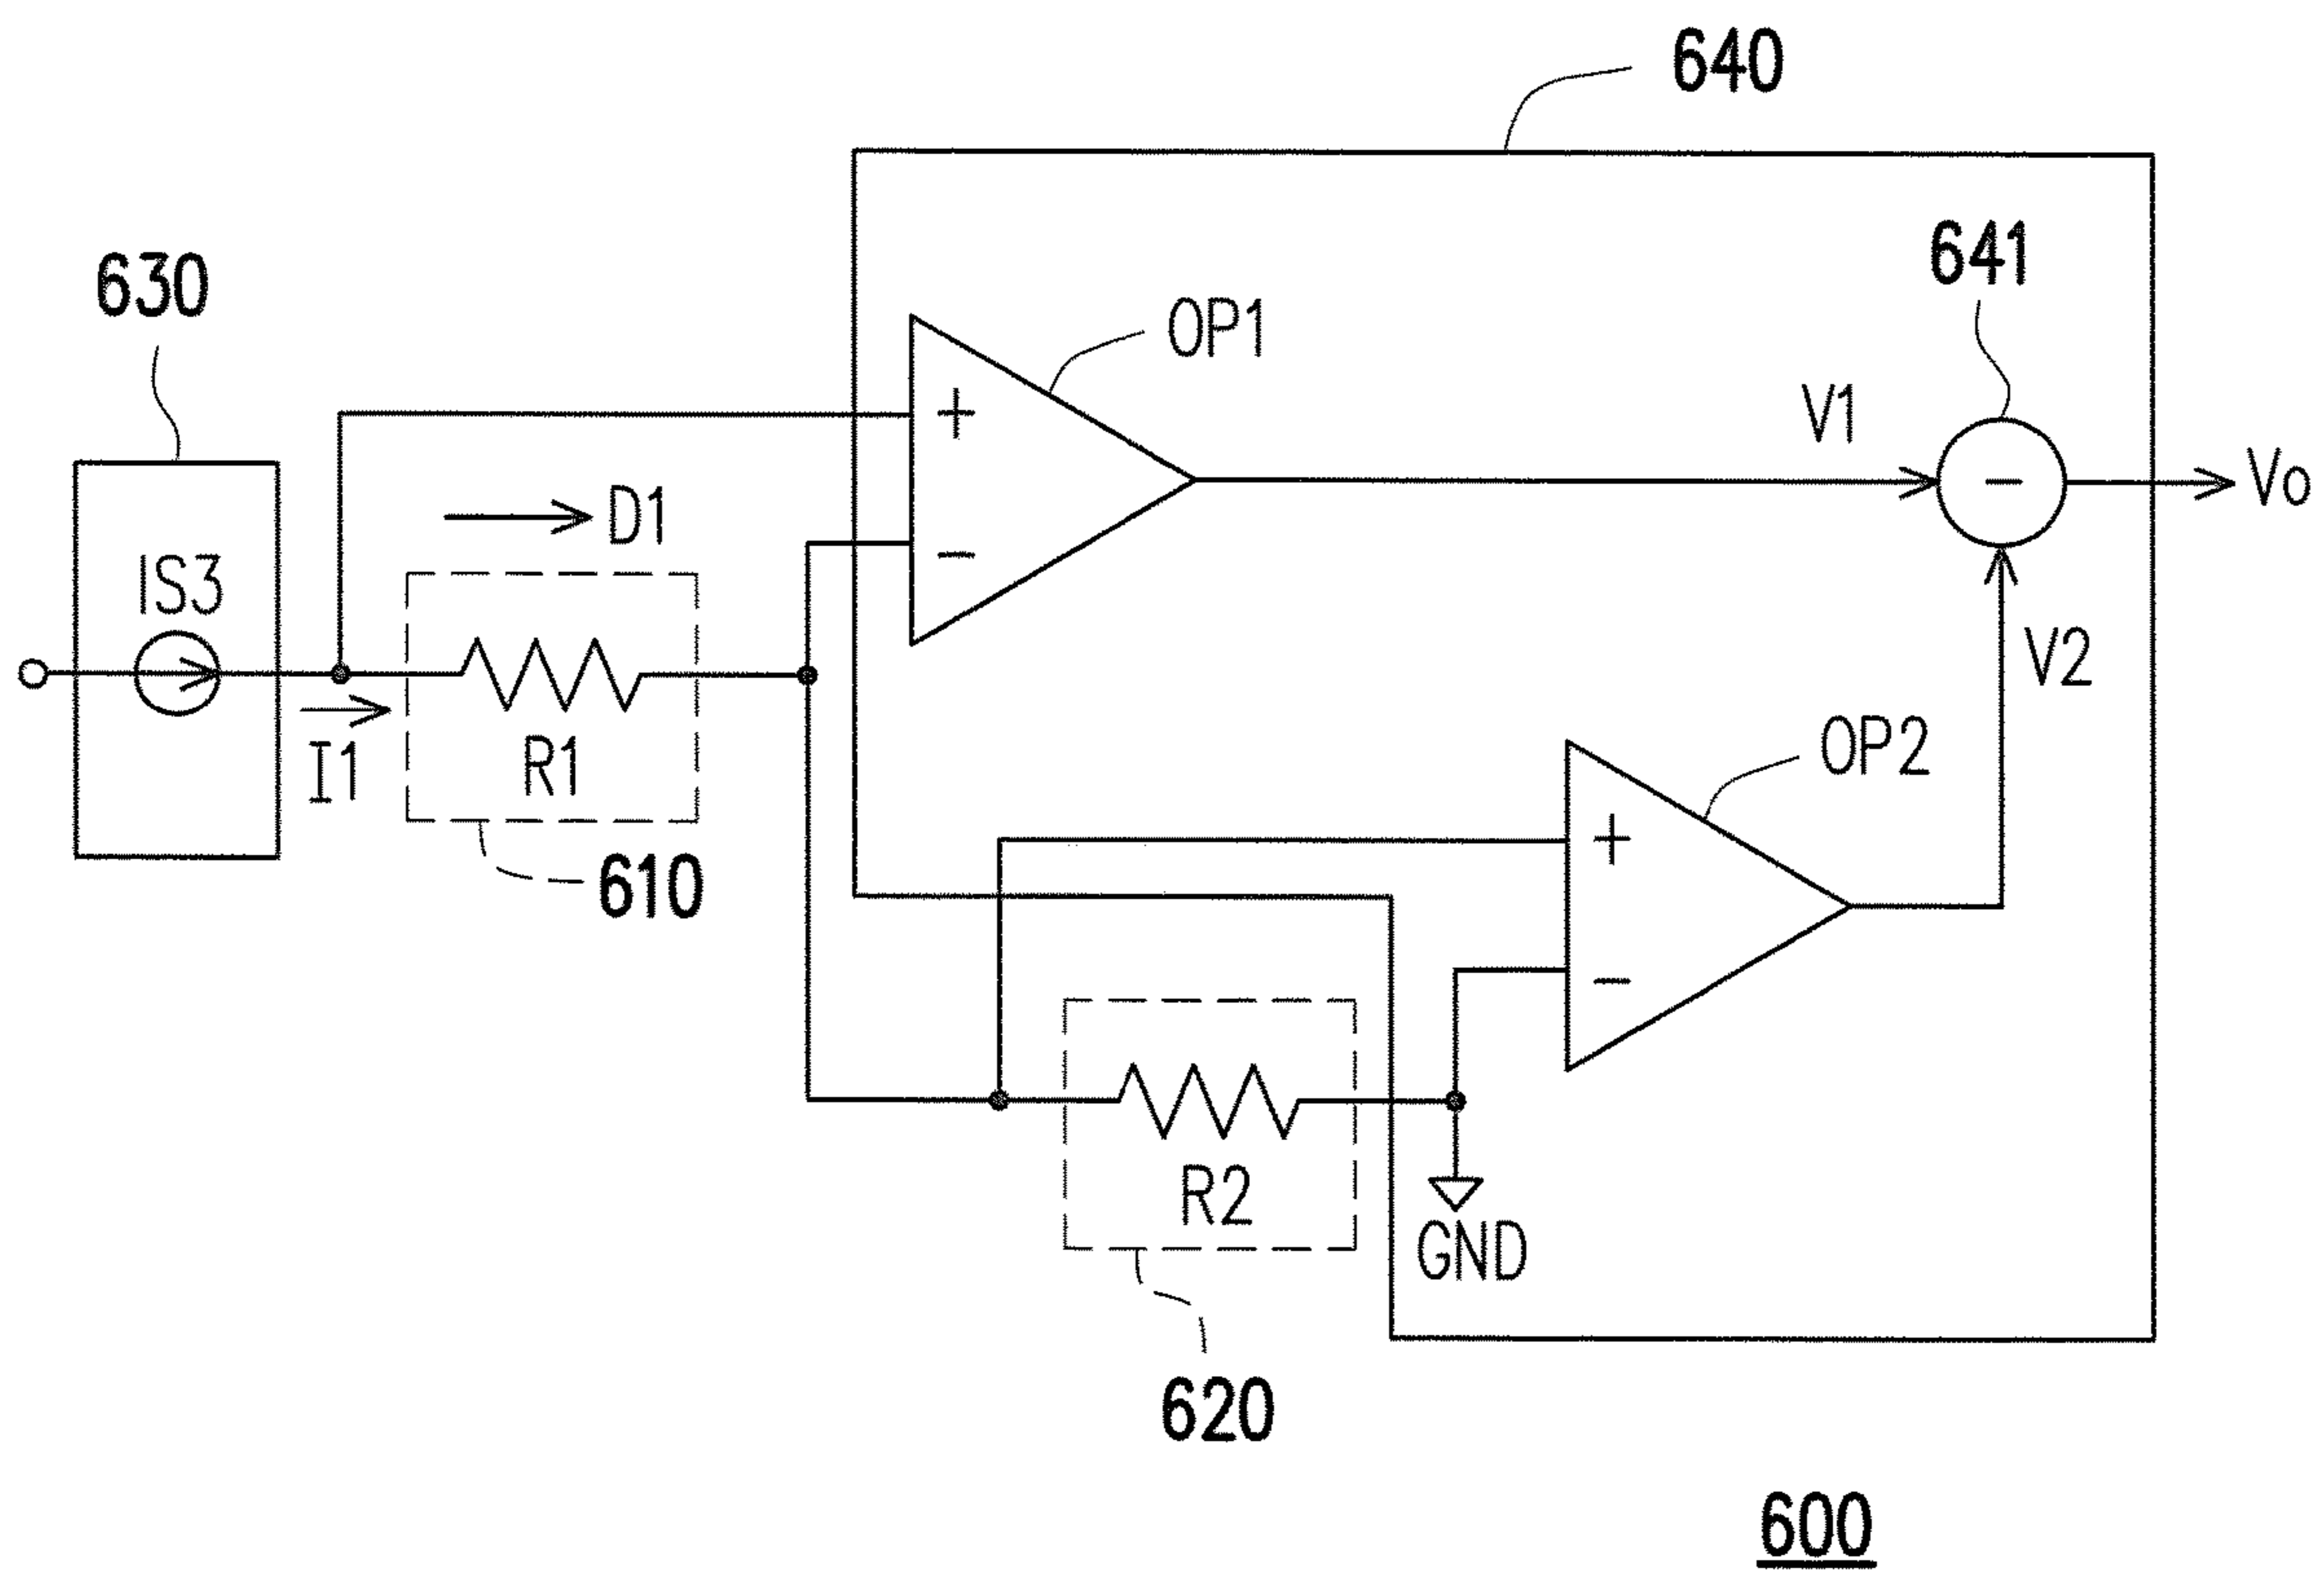 640
641
630
OP1
V1
Vo
D1
IS3
V2
I1
R1
OP2
610
R2
GND
620
600
+
-
+
-
-